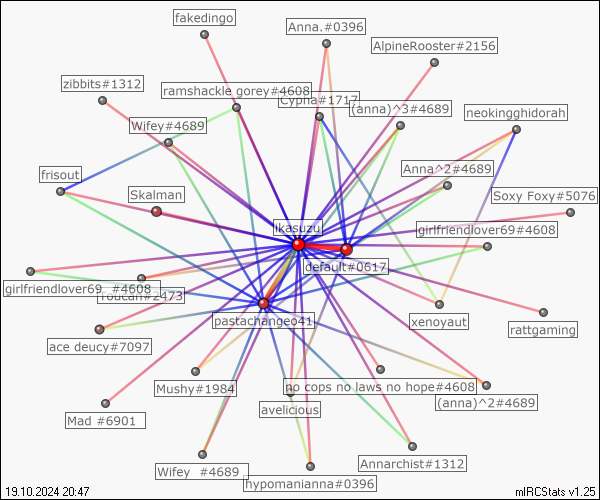 fakedingo
Anna.#0396
AlpineRooster#2156
zibbits#1312
ramshackle gorey#4608
Cypha#1717
(anna)^3#4689
neokingghidorah
Wifey#4689
frisout
Anna^2#4689
Skalman
Soxy Foxy#5076
ikasuzu
girlfriendlover69#4608
default#0617
girlfriendlover69_#4608
Toucan#2473
pastachangeo41
xenoyaut
rattgaming
ace deucy#7097
Mushy#1984
no cops no laws no hope#4608
(anna)^2#4689
avelicious
Mad #6901
Annarchist#1312
Wifey #4689
hypomanianna#0396
19.10.2024 20:47
mIRCStats v1.25